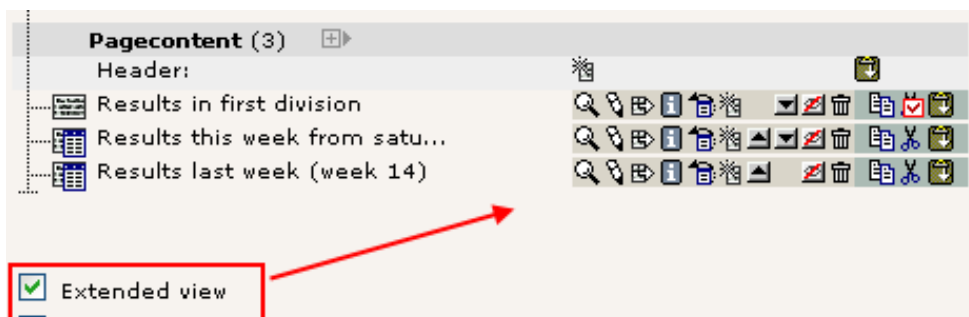 Pagecontent (3)
Header:
Results in first division
Results this week from satu...
Results last week (week 14)
Extended view